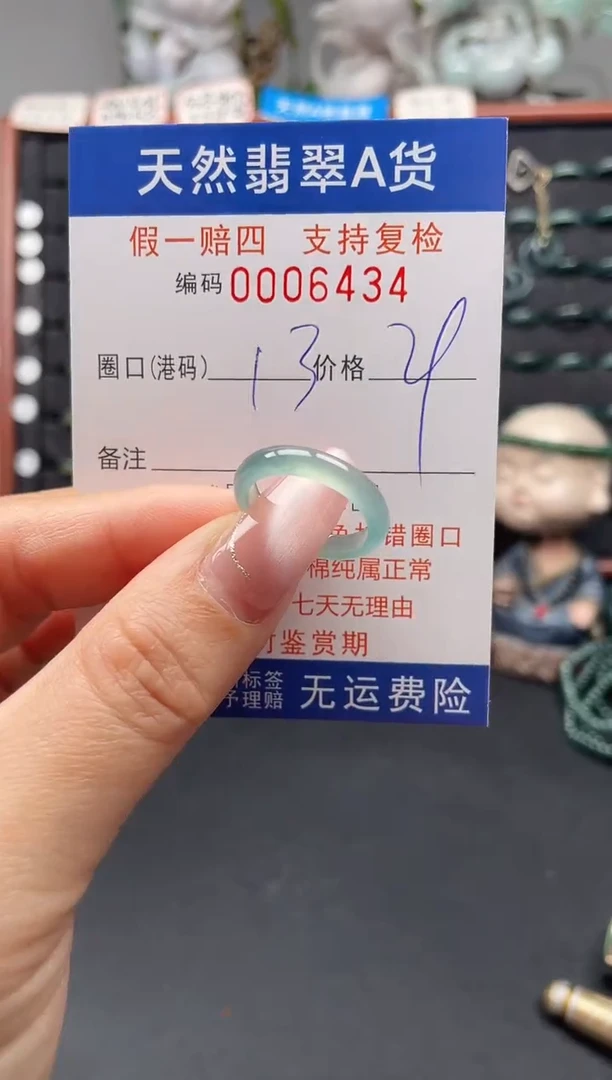 天然翡翠A货
假一赔四 支持复检
编码 0006434
圈口(港码) 13 价格
备注
错圈口
棉纯属正常
七天无理由
鉴赏期
标签
予理赔 无运费险